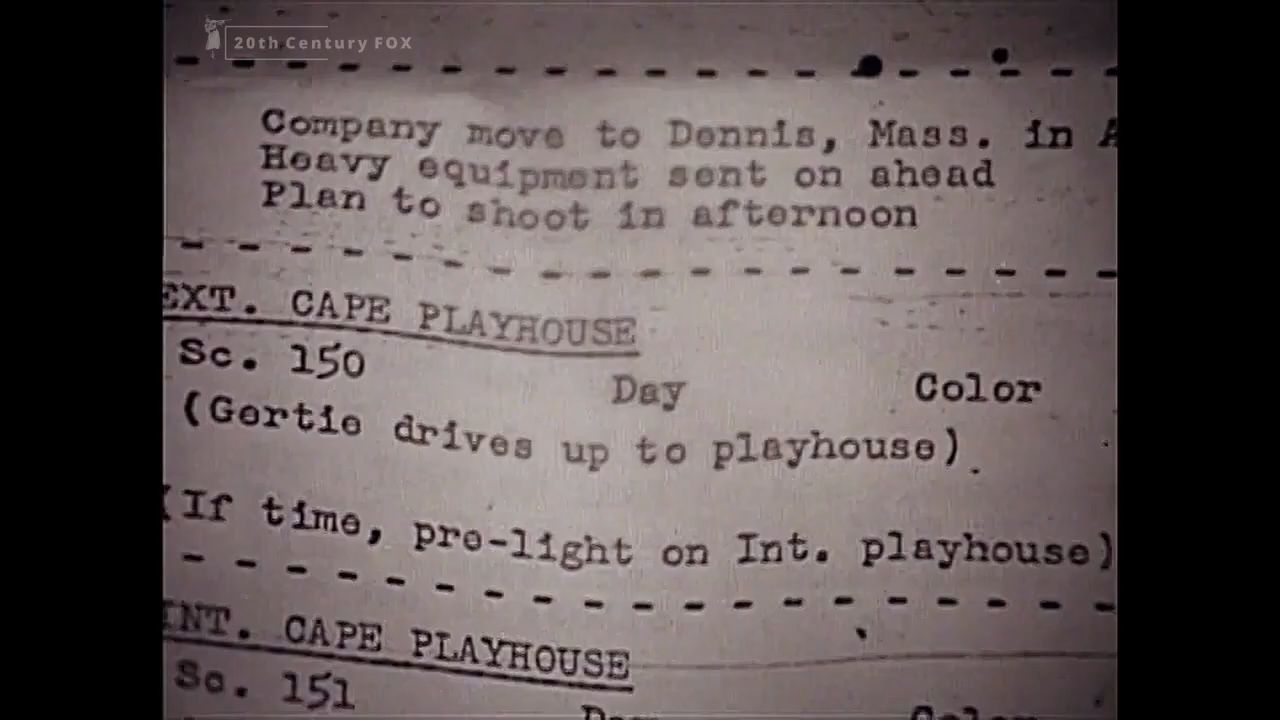 20th Century FOX
Company move to Dennis, Mass. in A
Heavy equipment sent on ahead
Plan to shoot in afternoon
EXT. CAPE PLAYHOUSE
Sc. 150 Day Color
(Gertie drives up to playhouse)
(If time, pre-light on Int. playhouse)
INT. CAPE PLAYHOUSE
Sc. 151 Day Color